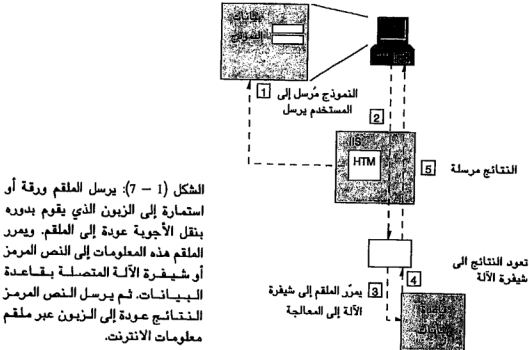 بيانات
النموذج
1
النموذج مُرسل إلى
المستخدم يرسل
2
IIS
HTM
5
النتائج مرسلة
تعود النتائج الى
شيفرة الآلة
4
3
يمرّر الملقم إلى شيفرة
الآلة إلى المعالجة
قاعدة
بيانات
الشكل (1 – 7): يرسل الملقم ورقة أو
استمارة إلى الزبون الذي يقوم بدوره
بنقل الأجوبة عودة إلى الملقم. ويمرر
الملقم هذه المعلومات إلى النص المرمز
أو شيفرة الآلة المتصلة بقاعدة
البيانات. ثم يرسل النص المرمز
النتائج عودة إلى الزبون عبر ملقم
معلومات الانترنت.